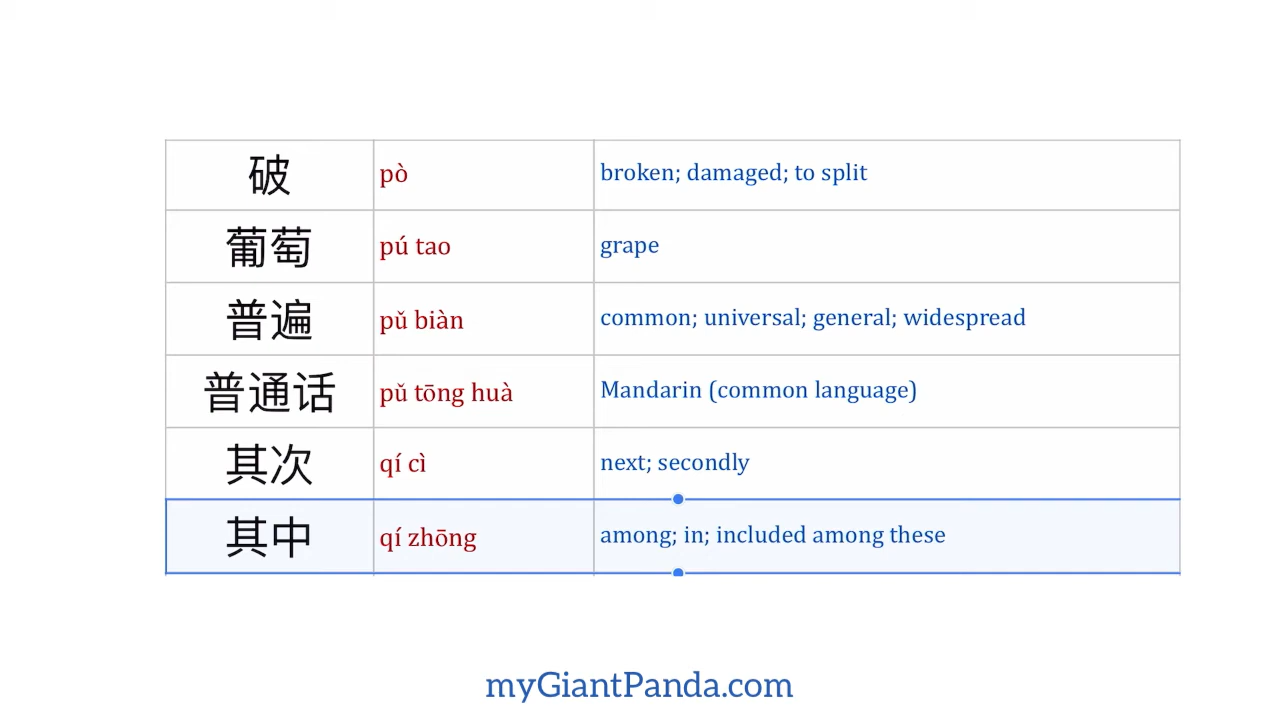 破 pò broken; damaged; to split
葡萄 pú tao grape
普遍 pǔ biàn common; universal; general; widespread
普通话 pǔ tōng huà Mandarin (common language)
其次 qí cì next; secondly
其中 qí zhōng among; in; included among these
myGiantPanda.com